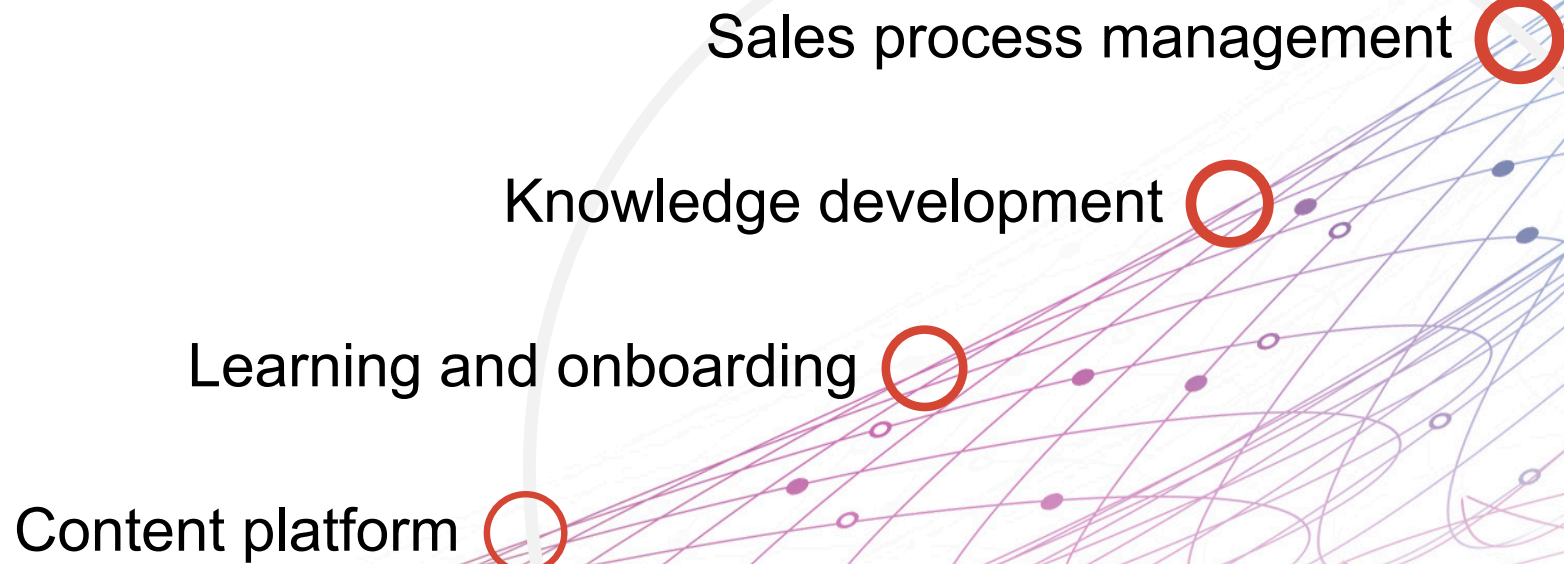 Sales process management
Knowledge development
Learning and onboarding
Content platform